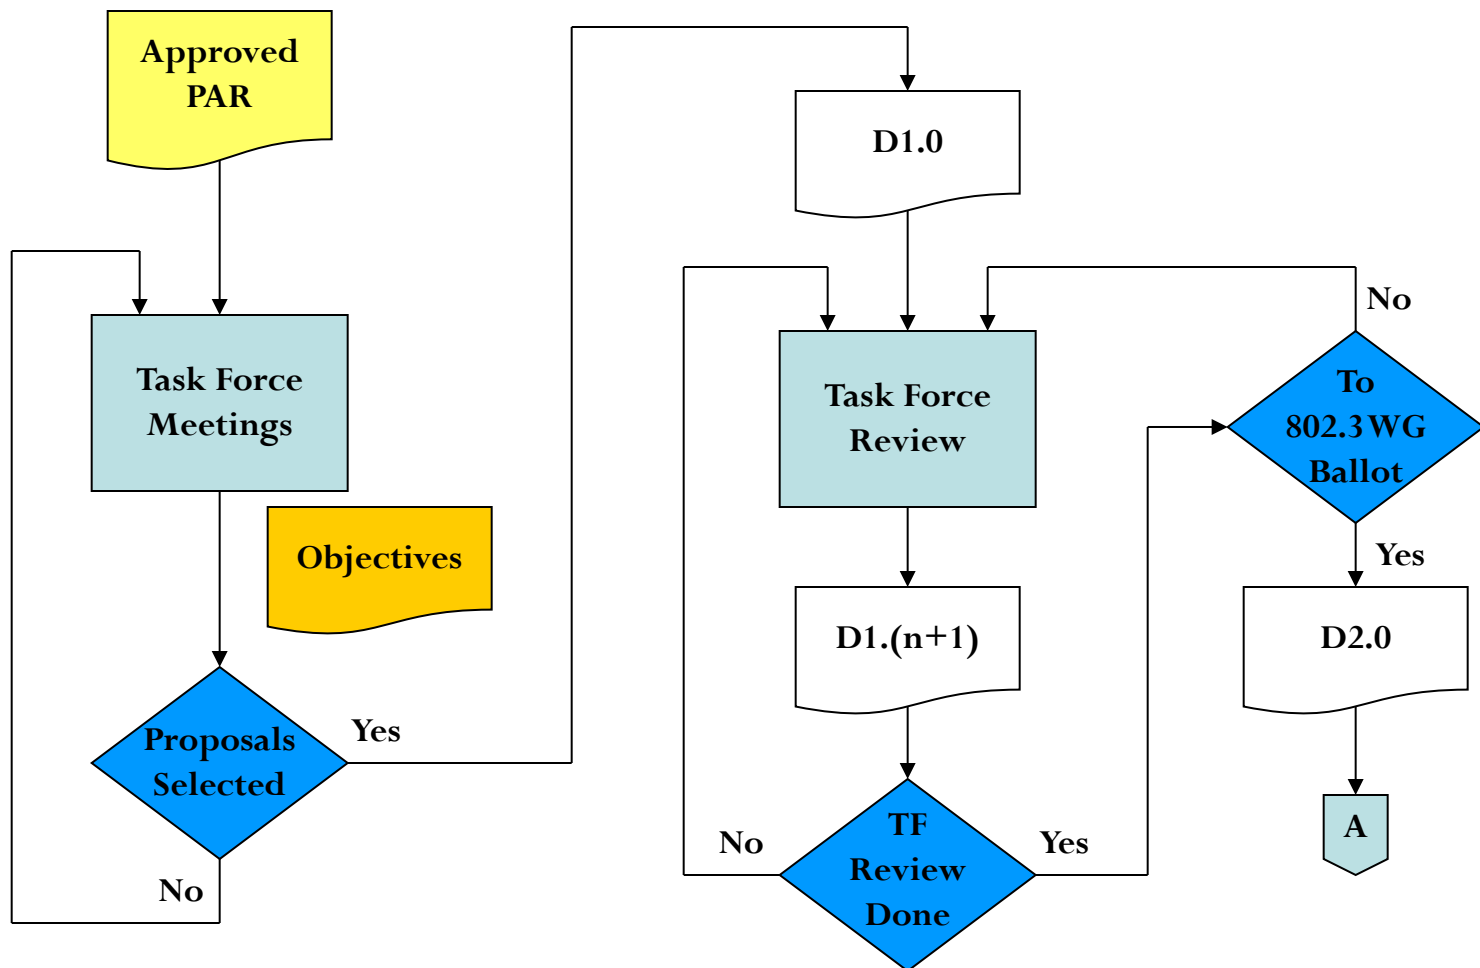 Approved
PAR
Task Force
Meetings
Objectives
Proposals
Selected
Yes
No
D1.0
Task Force
Review
D1.(n+1)
TF
Review
Done
No
Yes
To
802.3 WG
Ballot
No
Yes
D2.0
A